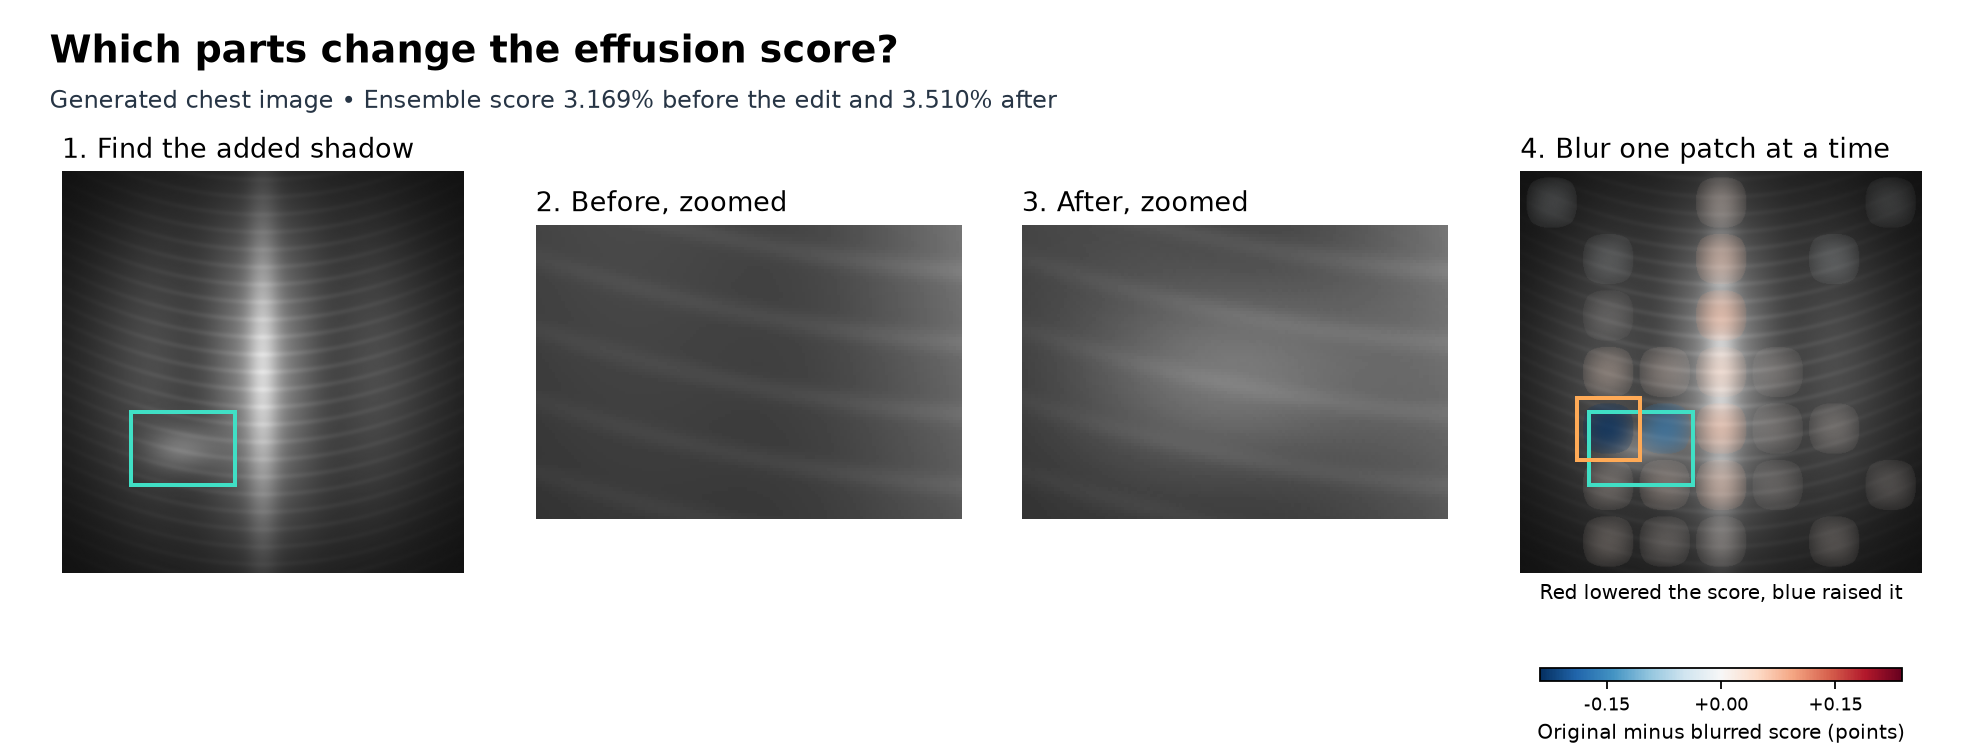 Which parts change the effusion score?
Generated chest image • Ensemble score 3.169% before the edit and 3.510% after
1. Find the added shadow
2. Before, zoomed
3. After, zoomed
4. Blur one patch at a time
Red lowered the score, blue raised it
-0.15 +0.00 +0.15
Original minus blurred score (points)